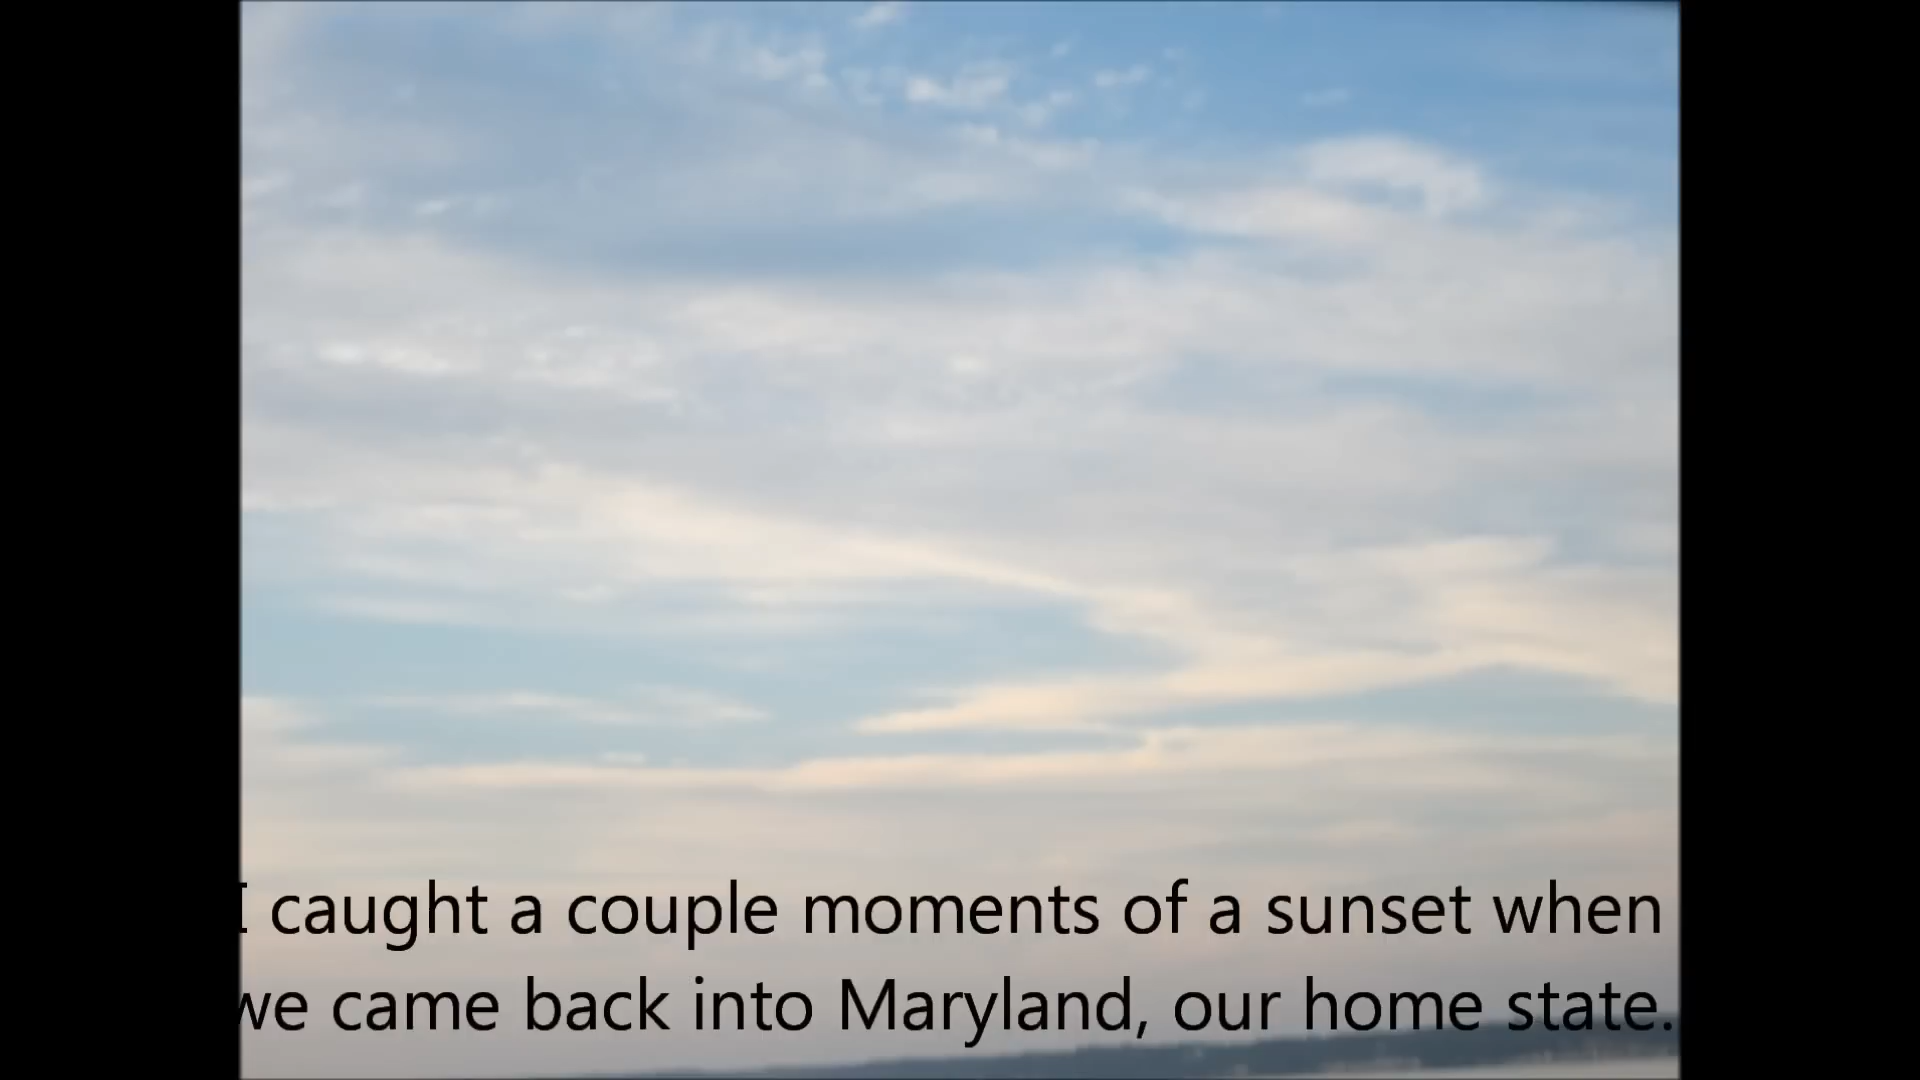 I caught a couple moments of a sunset when
we came back into Maryland, our home state.